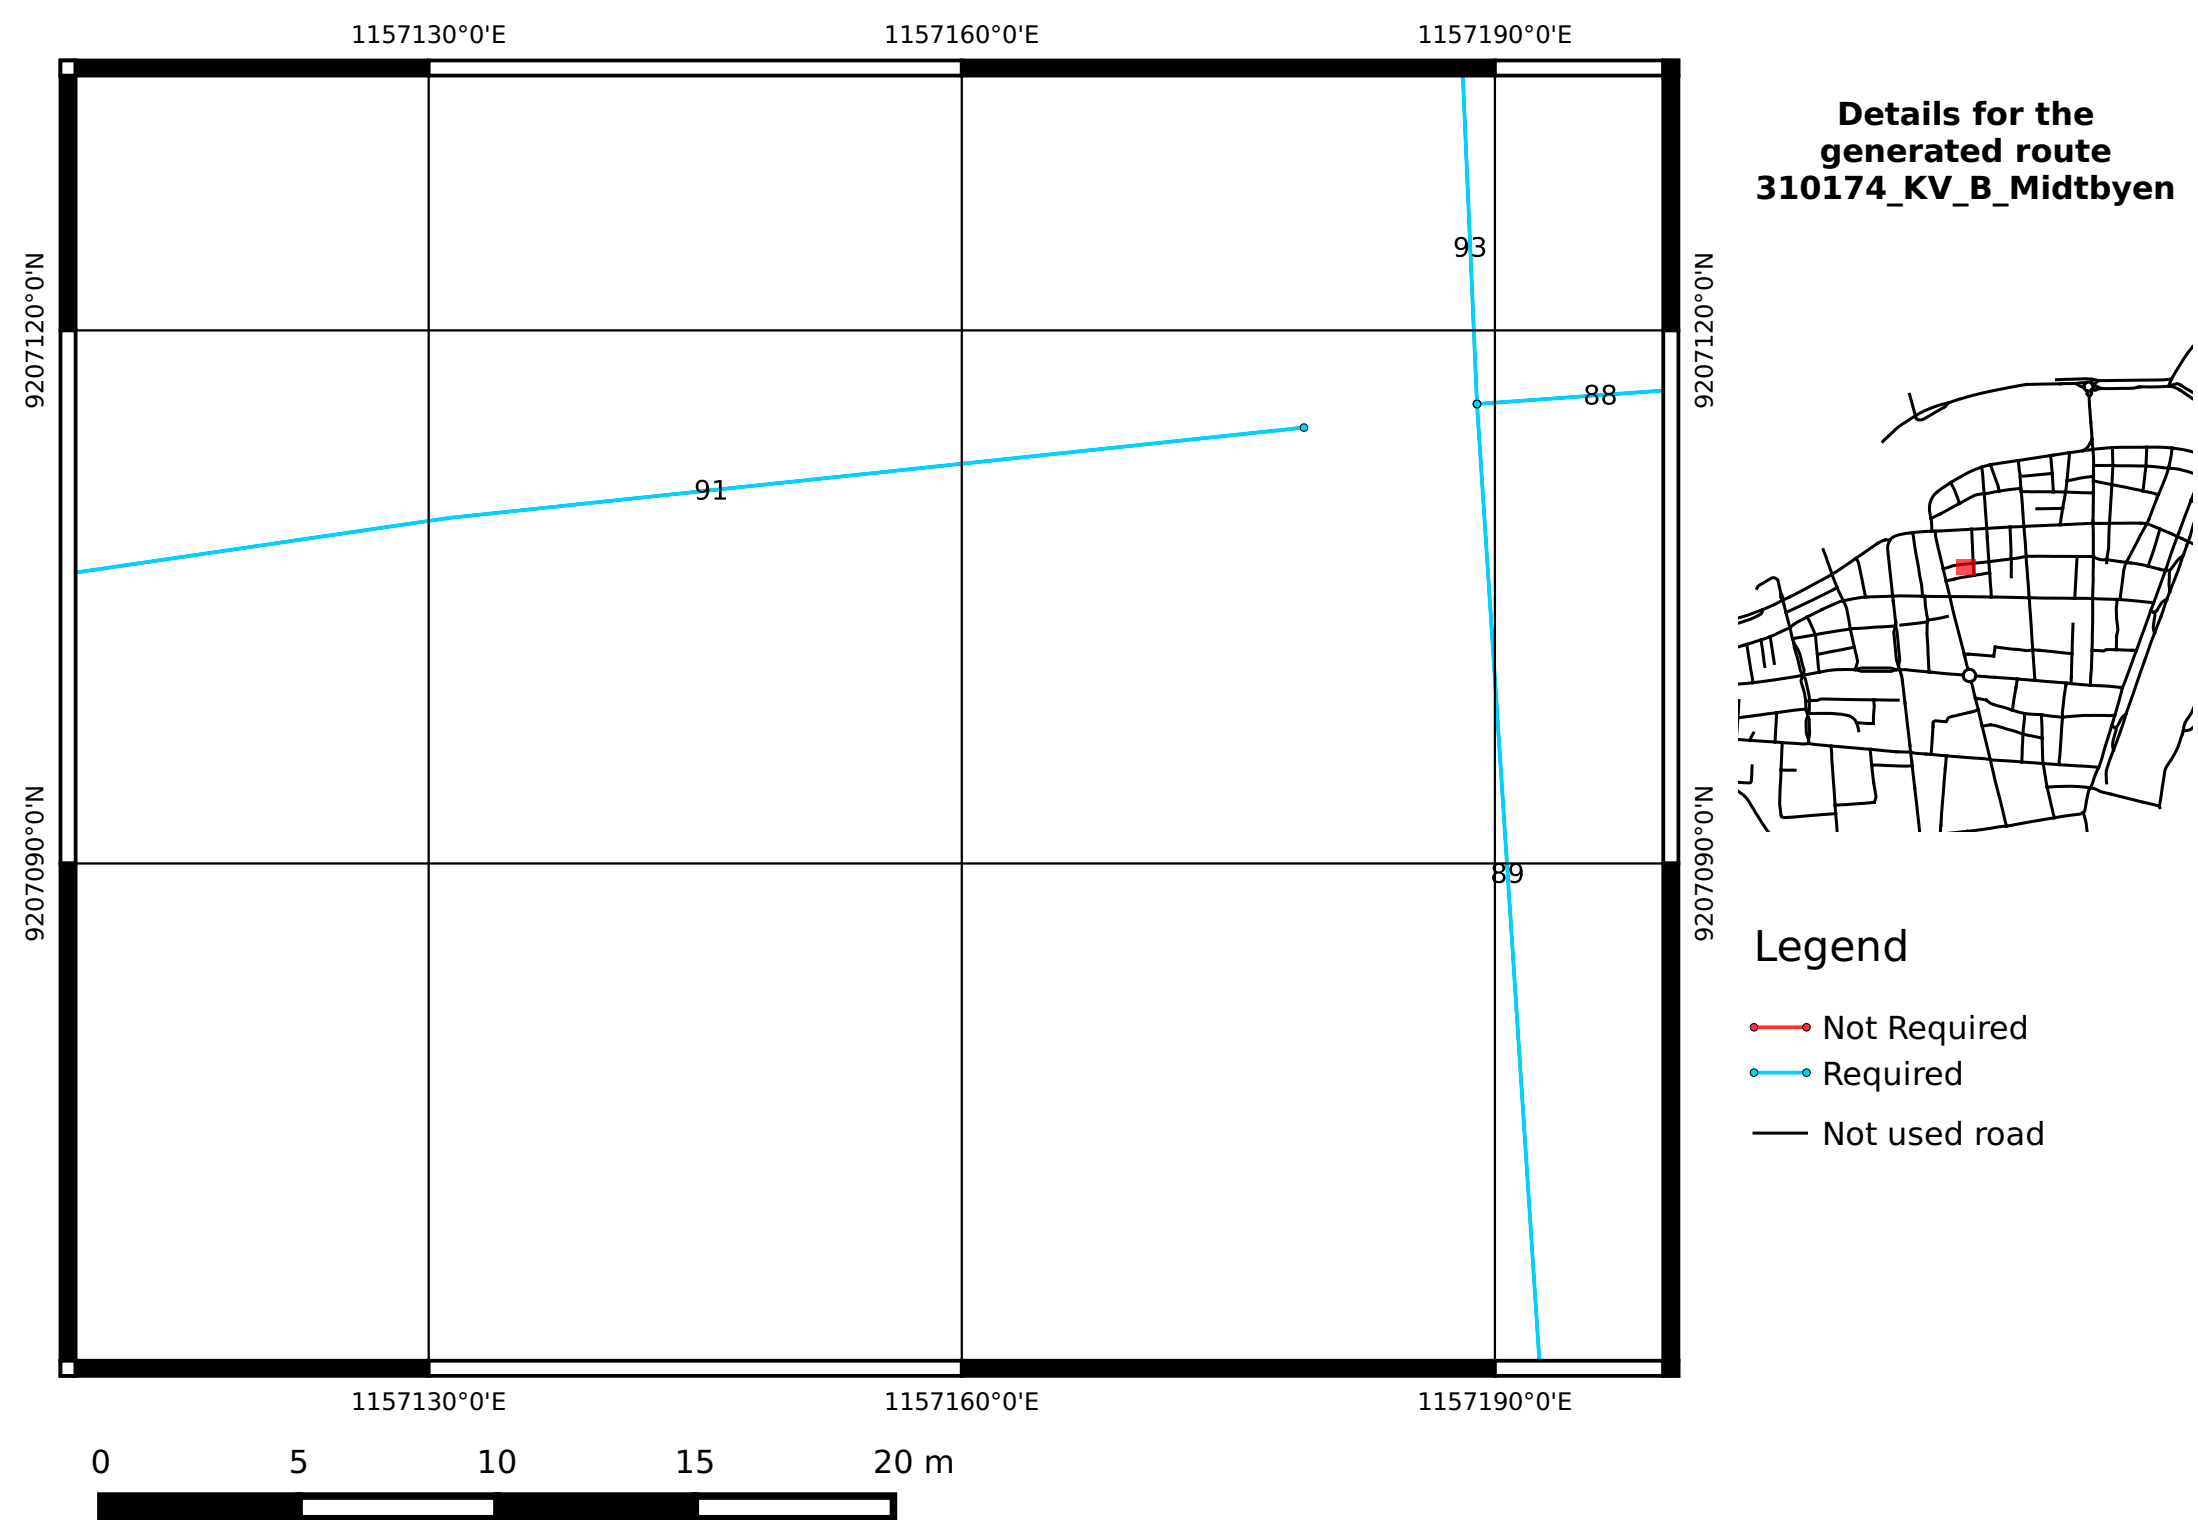 1157130°0'E 1157160°0'E 1157190°0'E
Details for the
generated route
310174_KV_B_Midtbyen
93
9207120°0'N
9207120°0'N
88
91
9207090°0'N
9207090°0'N
89
Legend
Not Required
Required
Not used road
1157130°0'E 1157160°0'E 1157190°0'E
0 5 10 15 20 m